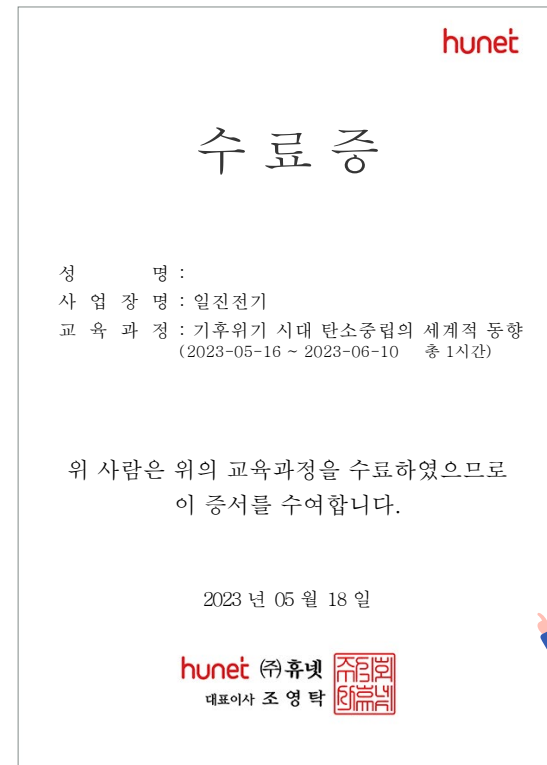 hunet
수 료 증
성 명 :
사 업 장 명 : 일진전기
교 육 과 정 : 기후위기 시대 탄소중립의 세계적 동향
(2023-05-16 ~ 2023-06-10 총 1시간)
위 사람은 위의 교육과정을 수료하였으므로
이 증서를 수여합니다.
2023 년 05 월 18 일
hunet ㈜휴넷
대표이사 조 영 탁